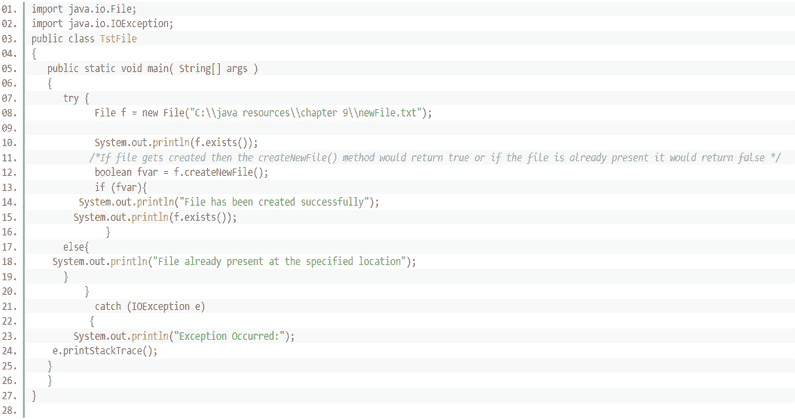 01. import java.io.File;
02. import java.io.IOException;
03. public class TstFile
04. {
05. public static void main( String[] args )
06. {
07. try {
08. File f = new File("C:\\java resources\\chapter 9\\newFile.txt");
09.
10. System.out.println(f.exists());
11. /*If file gets created then the createNewFile() method would return true or if the file is already present it would return false */
12. boolean fvar = f.createNewFile();
13. if (fvar){
14. System.out.println("File has been created successfully");
15. System.out.println(f.exists());
16. }
17. else{
18. System.out.println("File already present at the specified location");
19. }
20. }
21. catch (IOException e)
22. {
23. System.out.println("Exception Occurred:");
24. e.printStackTrace();
25. }
26. }
27. }
28.